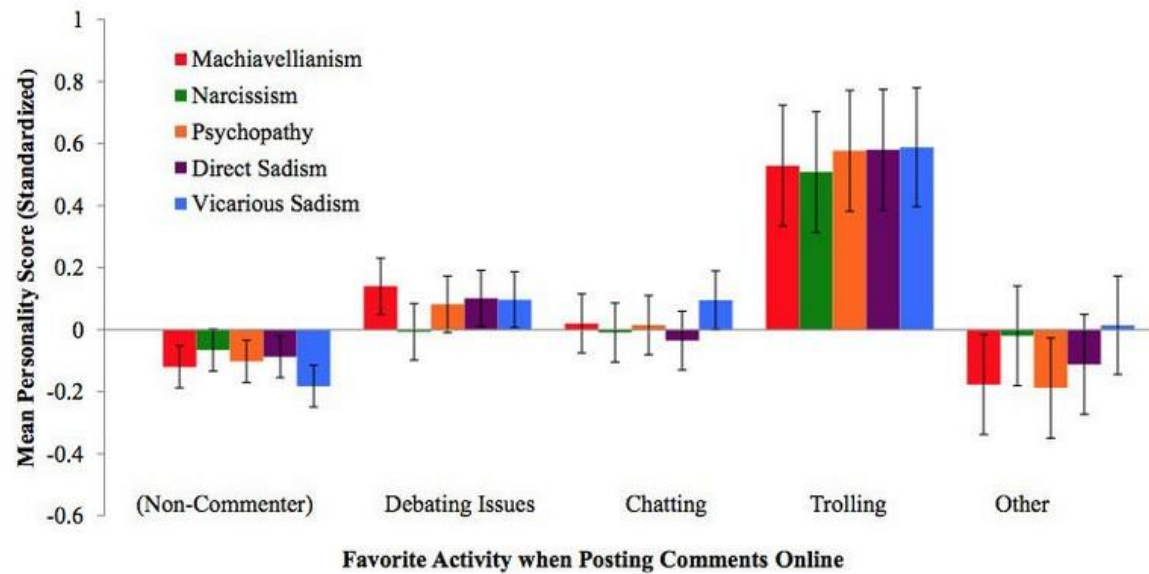 1
0.8
0.6
0.4
0.2
0
-0.2
-0.4
-0.6
Mean Personality Score (Standardized)
Machiavellianism
Narcissism
Psychopathy
Direct Sadism
Vicarious Sadism
(Non-Commenter) Debating Issues Chatting Trolling Other
Favorite Activity when Posting Comments Online